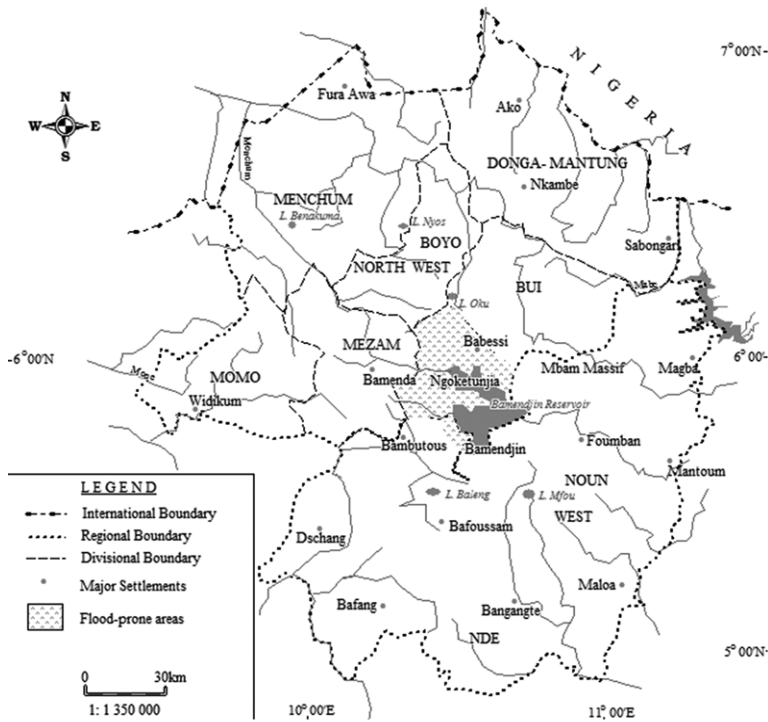 7°00'N
NIGERIA
Fura Awa
Ako
N
W E
S
Menchum
DONGA-MANTUNG
Nkambe
MENCHUM
L. Benakuma
L. Nyos
BOYO
Sabongari
NORTH WEST
BUI
L. Oku
MEZAM
Babessi
6°00'N
6°00'
Mbam Massif
Magba
MOMO
Bamenda
Ngoketunjia
Widikum
Bamendjin Reservoir
Bambutous
Bamendjin
Foumban
Mantoum
NOUN
L. Baleng
L. Mfou
WEST
Bafoussam
Dschang
Maloa
Bafang
Bangangte
NDE
5°00'N
10°00'E
11°00'E
LEGEND
International Boundary
Regional Boundary
Divisional Boundary
Major Settlements
Flood-prone areas
0 30km
1: 1 350 000